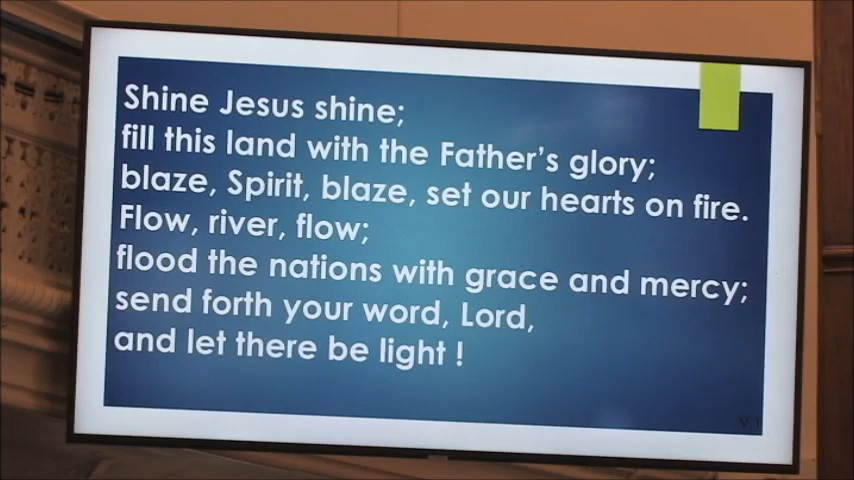 Shine Jesus shine;
fill this land with the Father's glory;
blaze, Spirit, blaze, set our hearts on fire.
Flow, river, flow;
flood the nations with grace and mercy;
send forth your word, Lord,
and let there be light !